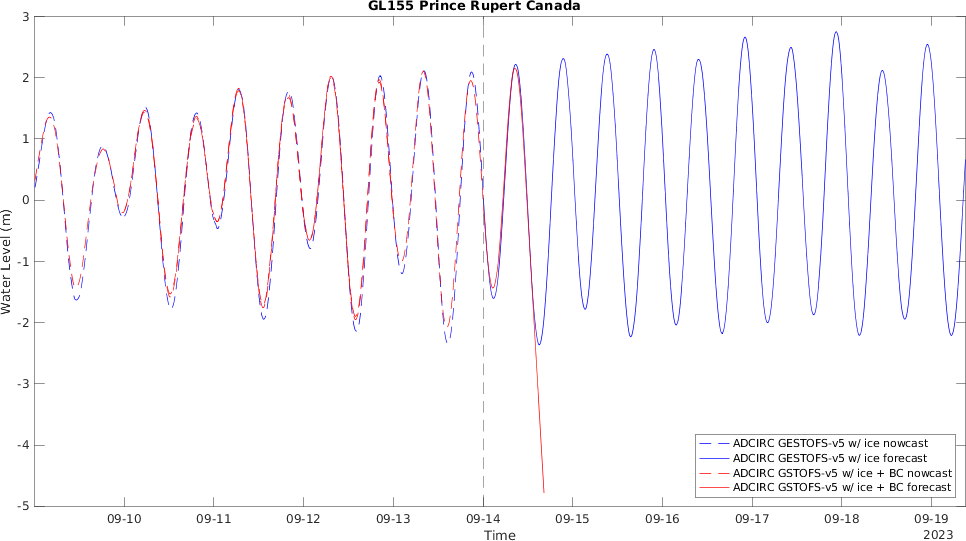 GL155 Prince Rupert Canada
Water Level (m)
3
2
1
0
-1
-2
-3
-4
-5
ADCIRC GESTOFS-v5 w/ ice nowcast
ADCIRC GESTOFS-v5 w/ ice forecast
ADCIRC GSTOFS-v5 w/ ice + BC nowcast
ADCIRC GSTOFS-v5 w/ ice + BC forecast
09-10 09-11 09-12 09-13 09-14 09-15 09-16 09-17 09-18 09-19
Time
2023